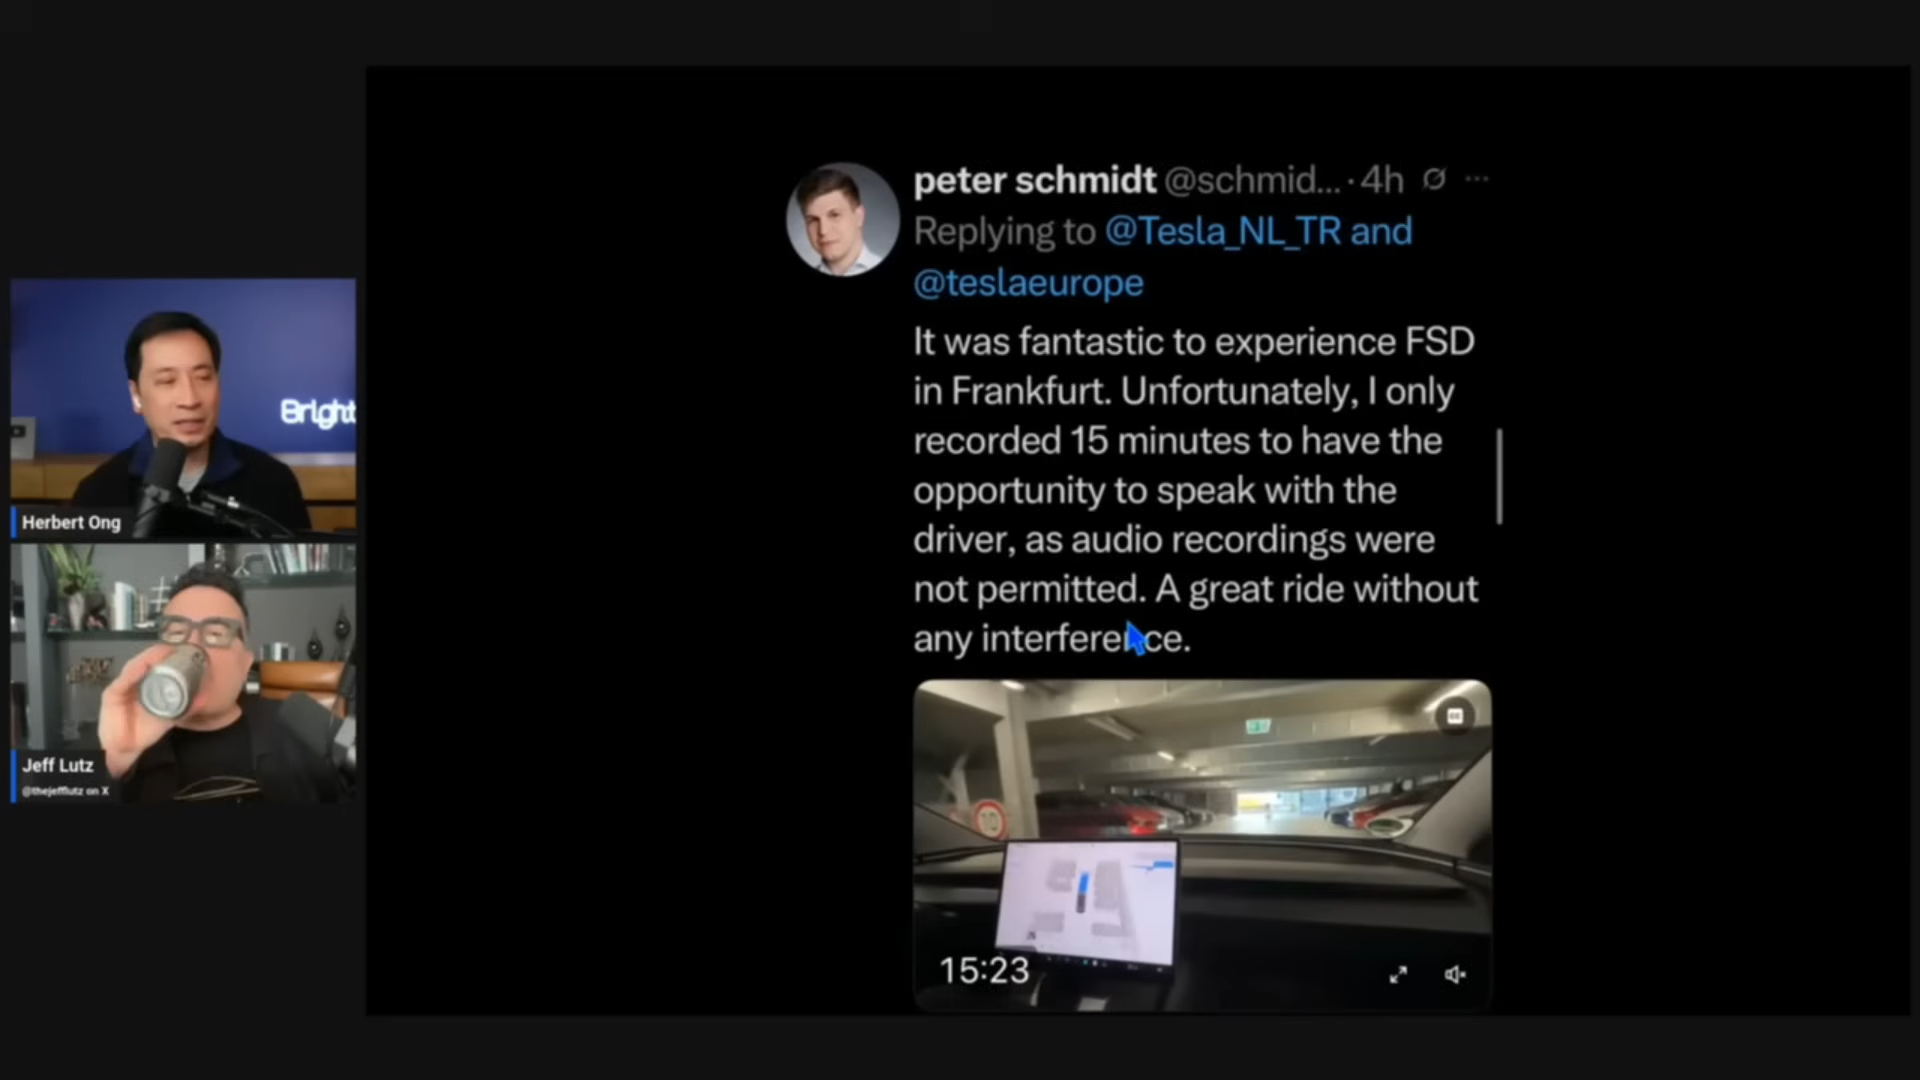 peter schmidt @schmid... · 4h
Replying to @Tesla_NL_TR and
@teslaeurope
It was fantastic to experience FSD
in Frankfurt. Unfortunately, I only
recorded 15 minutes to have the
opportunity to speak with the
driver, as audio recordings were
not permitted. A great ride without
any interference.
10
15:23
Bright
Herbert Ong
Jeff Lutz
@thejefflutz on X